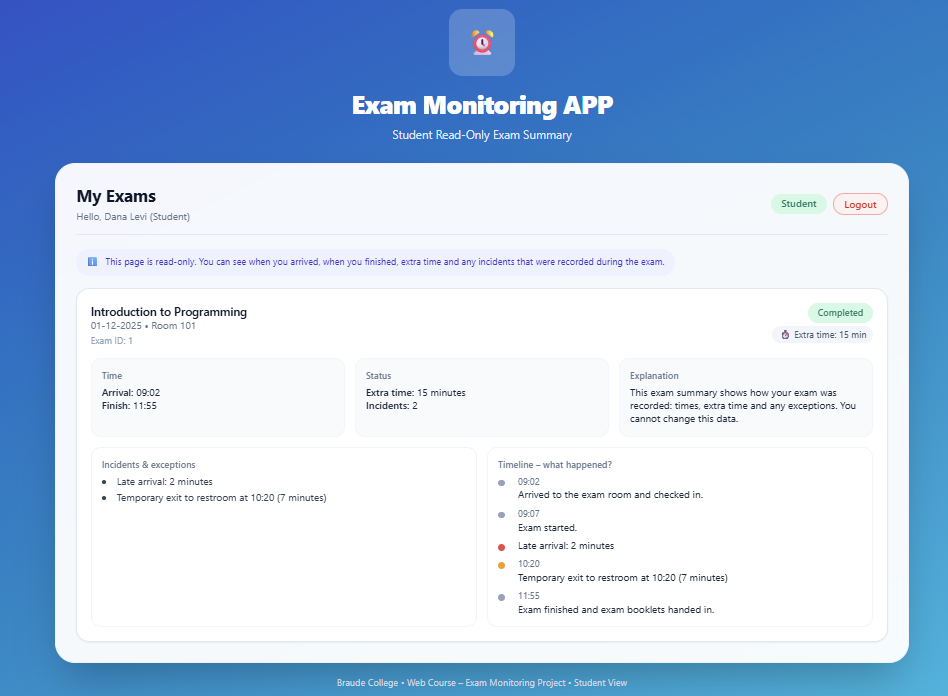 Exam Monitoring APP
Student Read-Only Exam Summary
My Exams
Hello, Dana Levi (Student)
Student
Logout
This page is read-only. You can see when you arrived, when you finished, extra time and any incidents that were recorded during the exam.
Introduction to Programming
01-12-2025 • Room 101
Exam ID: 1
Completed
Extra time: 15 min
Time
Arrival: 09:02
Finish: 11:55
Status
Extra time: 15 minutes
Incidents: 2
Explanation
This exam summary shows how your exam was
recorded: times, extra time and any exceptions. You
cannot change this data.
Incidents & exceptions
• Late arrival: 2 minutes
• Temporary exit to restroom at 10:20 (7 minutes)
Timeline – what happened?
09:02
Arrived to the exam room and checked in.
09:07
Exam started.
Late arrival: 2 minutes
10:20
Temporary exit to restroom at 10:20 (7 minutes)
11:55
Exam finished and exam booklets handed in.
Braude College • Web Course – Exam Monitoring Project • Student View